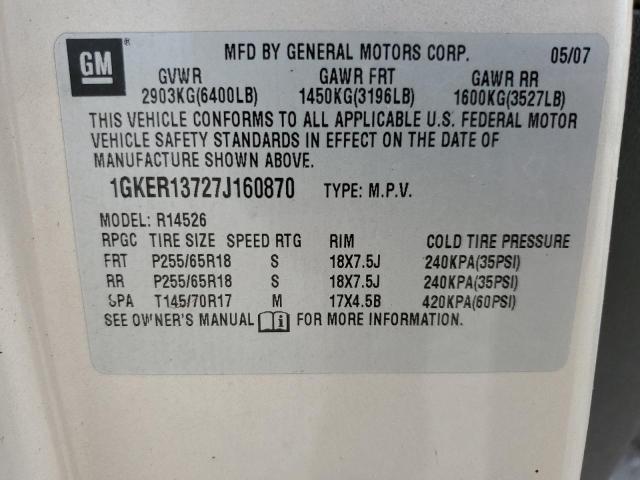 GM ®
MFD BY GENERAL MOTORS CORP. 05/07
GVWR GAWR FRT GAWR RR
2903KG(6400LB) 1450KG(3196LB) 1600KG(3527LB)
THIS VEHICLE CONFORMS TO ALL APPLICABLE U.S. FEDERAL MOTOR
VEHICLE SAFETY STANDARDS IN EFFECT ON THE DATE OF
MANUFACTURE SHOWN ABOVE.
1GKER13727J160870 TYPE: M.P.V.
MODEL: R14526
RPGC TIRE SIZE SPEED RTG RIM COLD TIRE PRESSURE
FRT P255/65R18 S 18X7.5J 240KPA(35PSI)
RR P255/65R18 S 18X7.5J 240KPA(35PSI)
SPA T145/70R17 M 17X4.5B 420KPA(60PSI)
SEE OWNER'S MANUAL i FOR MORE INFORMATION.